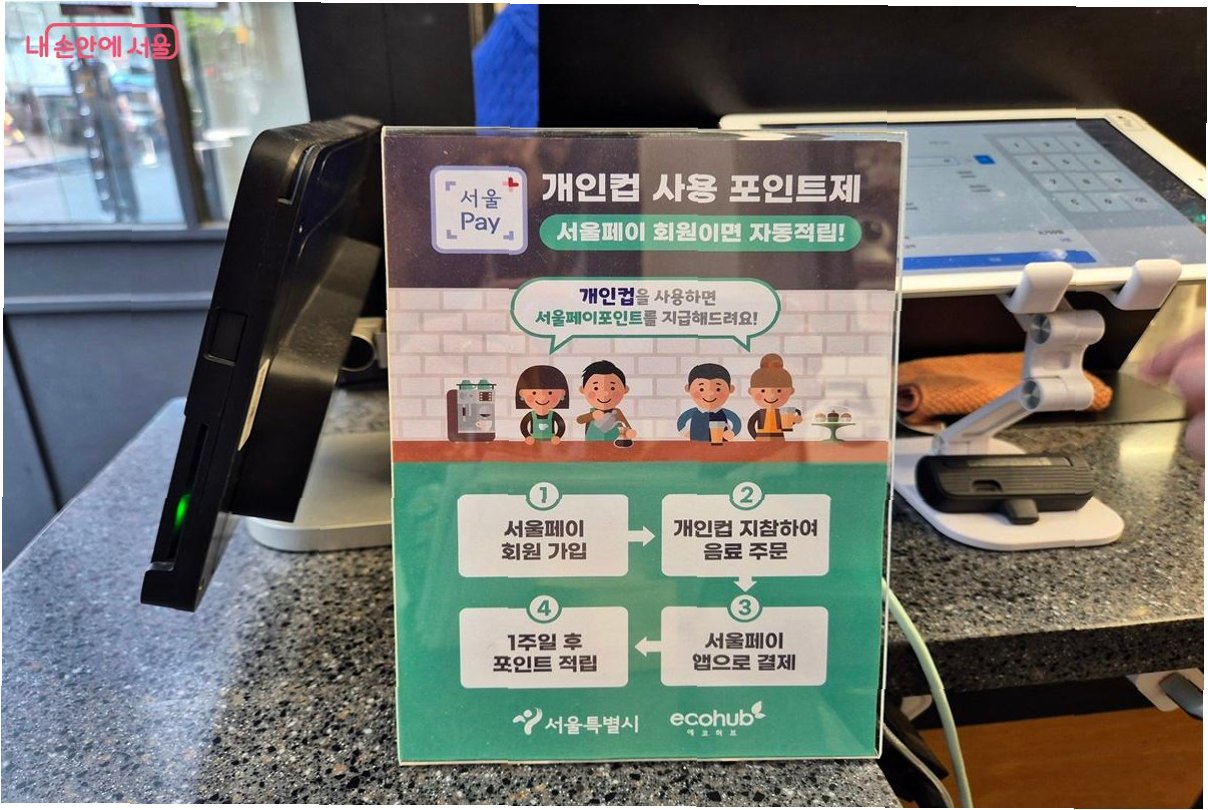 내 손안에 서울
서울
Pay
개인컵 사용 포인트제
서울페이 회원이면 자동적립!
개인컵을 사용하면
서울페이포인트를 지급해드려요!
1
서울페이
회원 가입
2
개인컵 지참하여
음료 주문
4
1주일 후
포인트 적립
3
서울페이
앱으로 결제
서울특별시
ecohub
에코허브